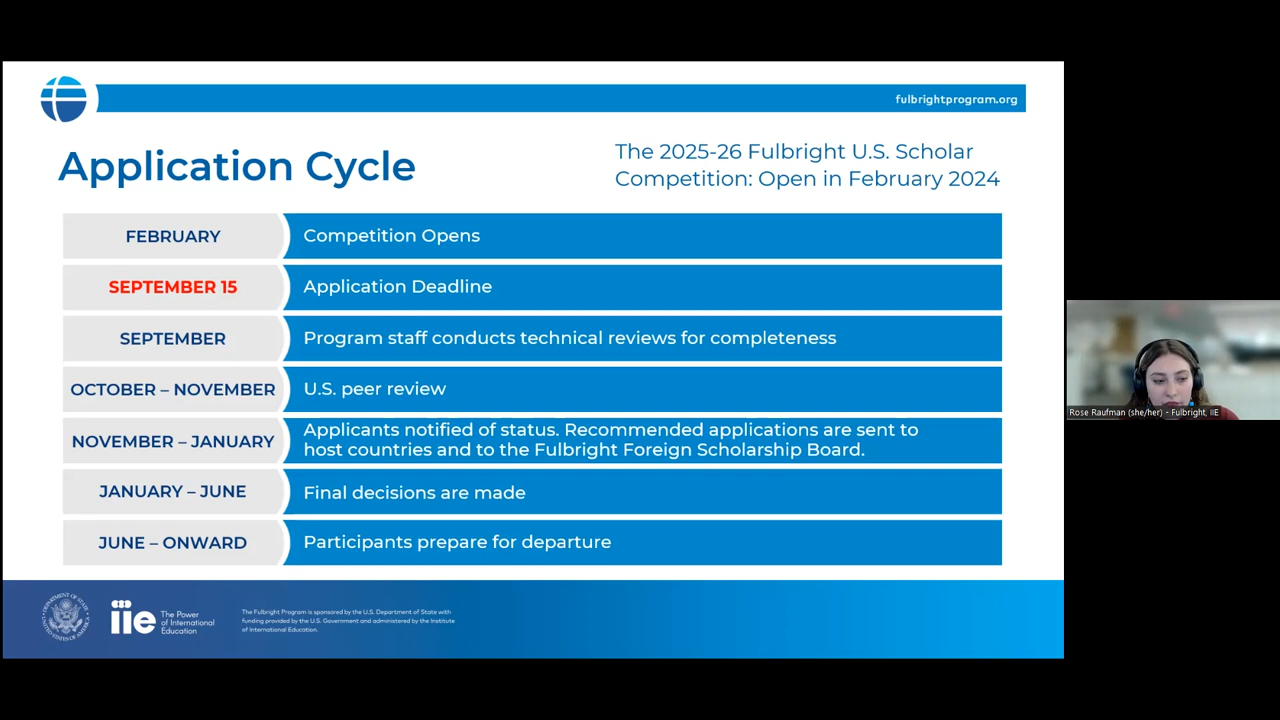 fulbrightprogram.org
Application Cycle
The 2025-26 Fulbright U.S. Scholar
Competition: Open in February 2024
FEBRUARY
Competition Opens
SEPTEMBER 15
Application Deadline
SEPTEMBER
Program staff conducts technical reviews for completeness
OCTOBER – NOVEMBER
U.S. peer review
NOVEMBER – JANUARY
Applicants notified of status. Recommended applications are sent to
host countries and to the Fulbright Foreign Scholarship Board.
JANUARY – JUNE
Final decisions are made
JUNE – ONWARD
Participants prepare for departure
Rose Raufman (she/her) - Fulbright, IIE
iie
The Power
of International
Education
The Fulbright Program is sponsored by the U.S. Department of State with
funding provided by the U.S. Government and administered by the Institute
of International Education.